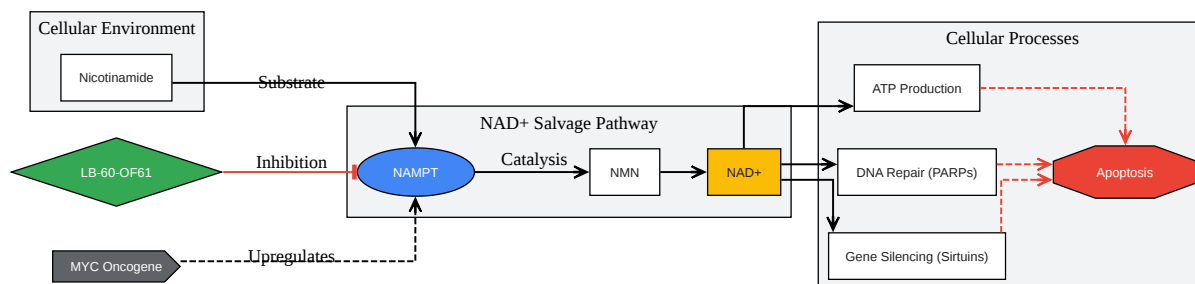 Cellular Environment
Nicotinamide
Substrate
LB-60-OF61
Inhibition
MYC Oncogene
Upregulates
NAD+ Salvage Pathway
NAMPT
Catalysis
NMN
NAD+
Cellular Processes
ATP Production
DNA Repair (PARPs)
Gene Silencing (Sirtuins)
Apoptosis